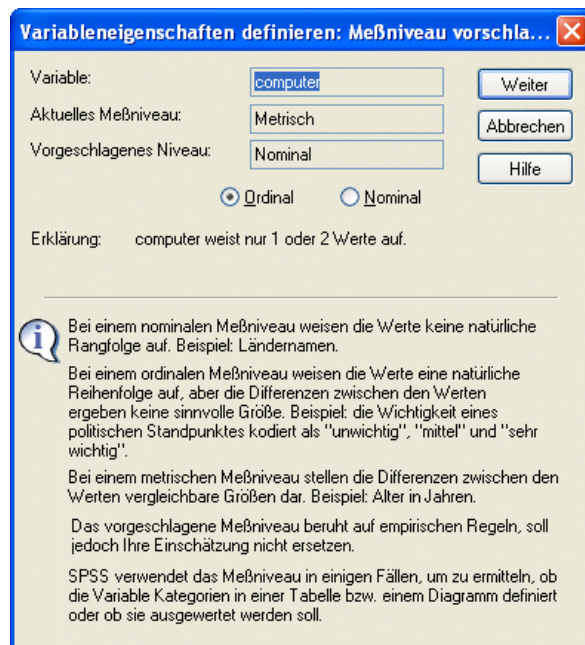 Variableneigenschaften definieren: Meßniveau vorschla...
Variable:
computer
Weiter
Aktuelles Meßniveau:
Metrisch
Abbrechen
Vorgeschlagenes Niveau:
Nominal
Hilfe
Ordinal
Nominal
Erklärung:
computer weist nur 1 oder 2 Werte auf.
Bei einem nominalen Meßniveau weisen die Werte keine natürliche
Rangfolge auf. Beispiel: Ländernamen.
Bei einem ordinalen Meßniveau weisen die Werte eine natürliche
Reihenfolge auf, aber die Differenzen zwischen den Werten
ergeben keine sinnvolle Größe. Beispiel: die Wichtigkeit eines
politischen Standpunktes kodiert als "unwichtig", "mittel" und "sehr
wichtig".
Bei einem metrischen Meßniveau stellen die Differenzen zwischen den
Werten vergleichbare Größen dar. Beispiel: Alter in Jahren.
Das vorgeschlagene Meßniveau beruht auf empirischen Regeln, soll
jedoch Ihre Einschätzung nicht ersetzen.
SPSS verwendet das Meßniveau in einigen Fällen, um zu ermitteln, ob
die Variable Kategorien in einer Tabelle bzw. einem Diagramm definiert
oder ob sie ausgewertet werden soll.